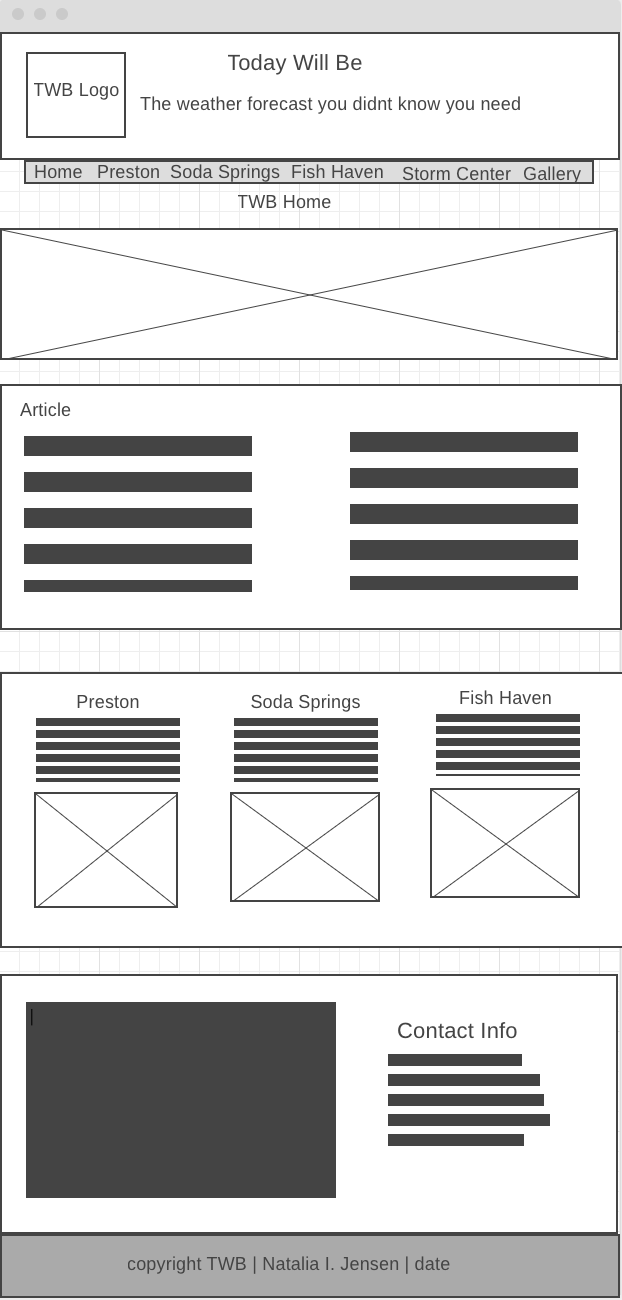 Today Will Be
TWB Logo
The weather forecast you didnt know you need
Home Preston Soda Springs Fish Haven Storm Center Gallery
TWB Home
Article
Preston Soda Springs Fish Haven
Contact Info
copyright TWB | Natalia I. Jensen | date